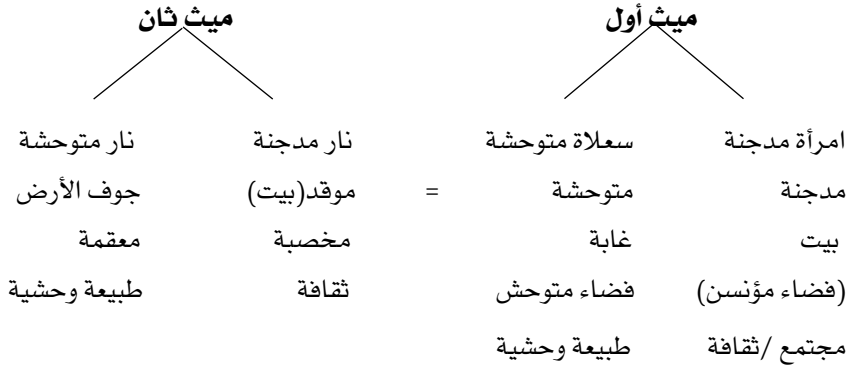 ميث أول ميث ثان
امرأة مدجنة سعلاة متوحشة نار مدجنة نار متوحشة
مدجنة متوحشة = موقد(بيت) جوف الأرض
بيت غابة مخصبة معقمة
(فضاء مؤنسن) فضاء متوحش ثقافة طبيعة وحشية
مجتمع /ثقافة طبيعة وحشية